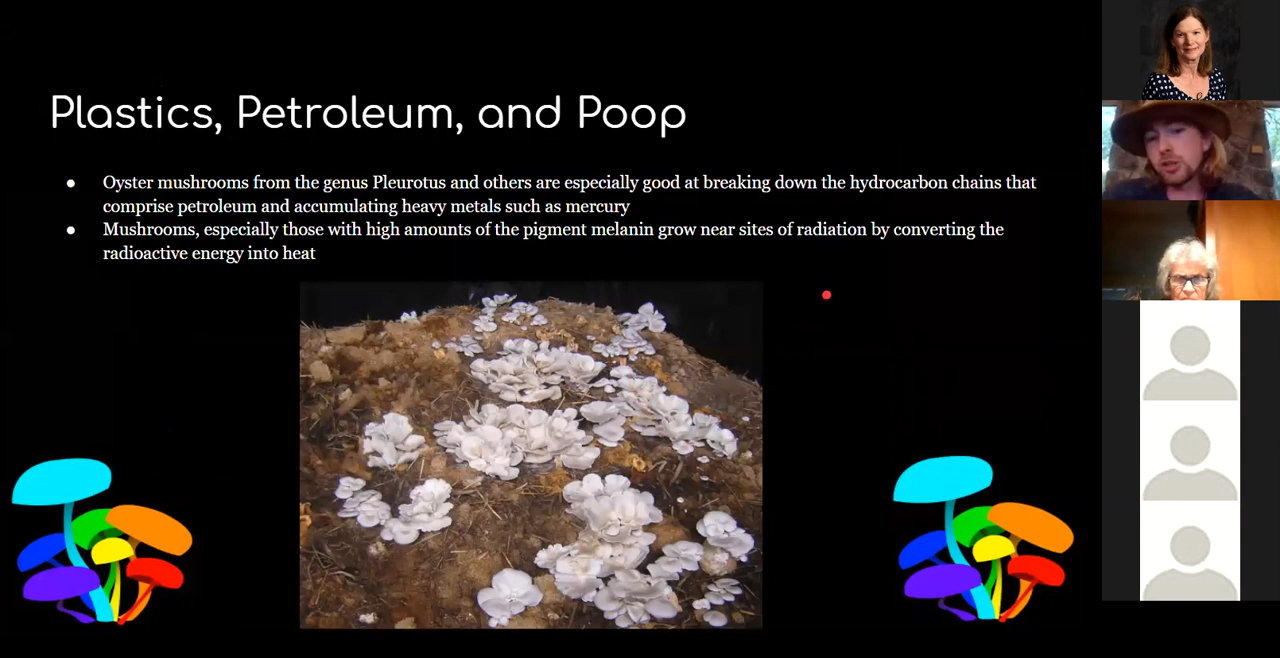 Plastics, Petroleum, and Poop
● Oyster mushrooms from the genus Pleurotus and others are especially good at breaking down the hydrocarbon chains that
comprise petroleum and accumulating heavy metals such as mercury
● Mushrooms, especially those with high amounts of the pigment melanin grow near sites of radiation by converting the
radioactive energy into heat